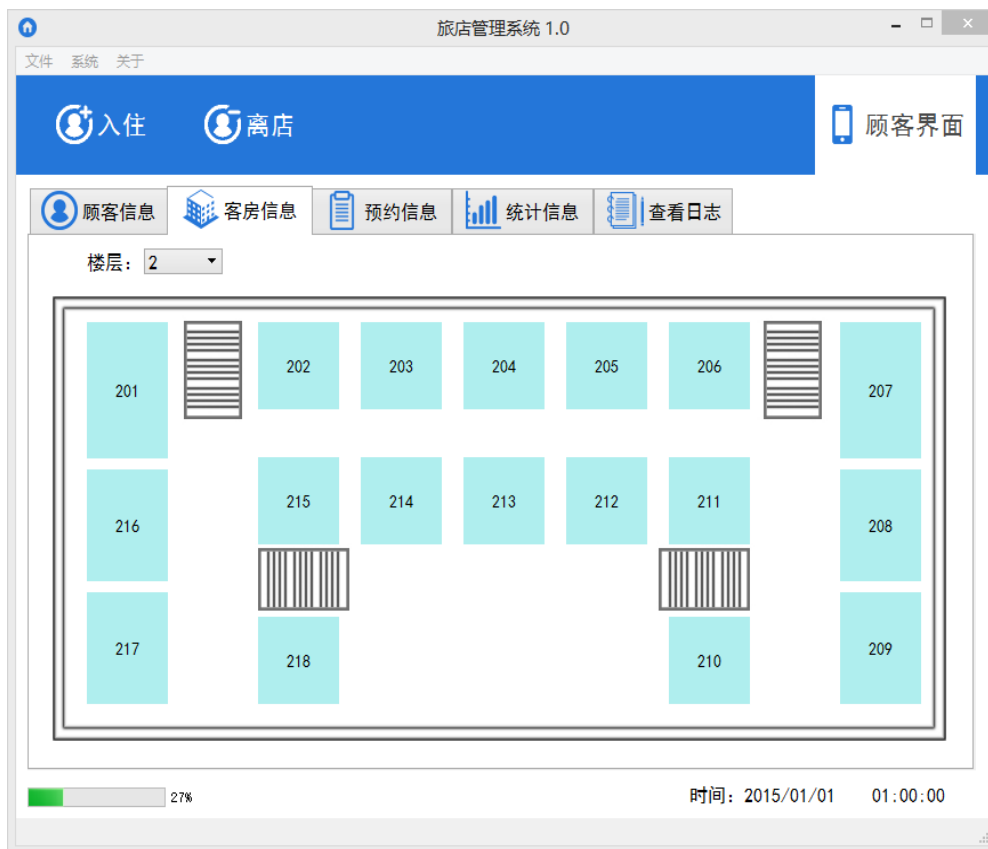 旅店管理系统 1.0
文件 系统 关于
入住 离店 顾客界面
顾客信息 客房信息 预约信息 统计信息 查看日志
楼层： 2
201 202 203 204 205 206 207
215 214 213 212 211
216 208
217 218 210 209
27% 时间：2015/01/01 01:00:00